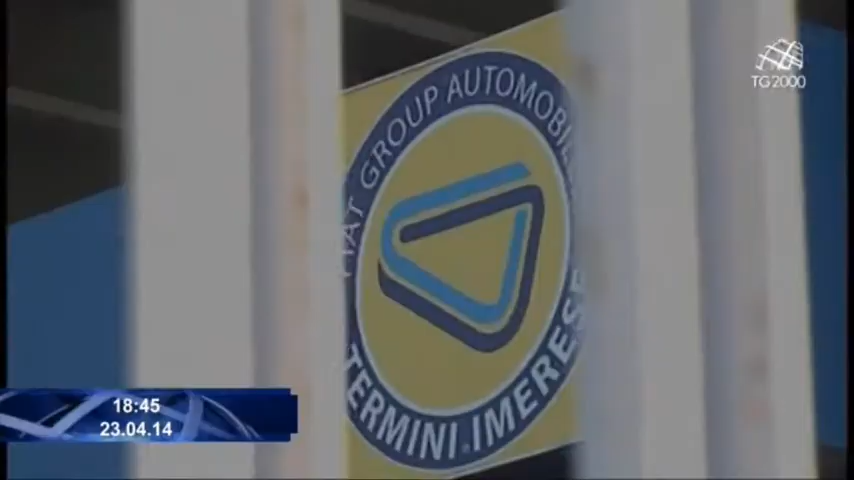 TG2000
FIAT GROUP AUTOMOBILES
TERMINI IMERESE
18:45
23.04.14